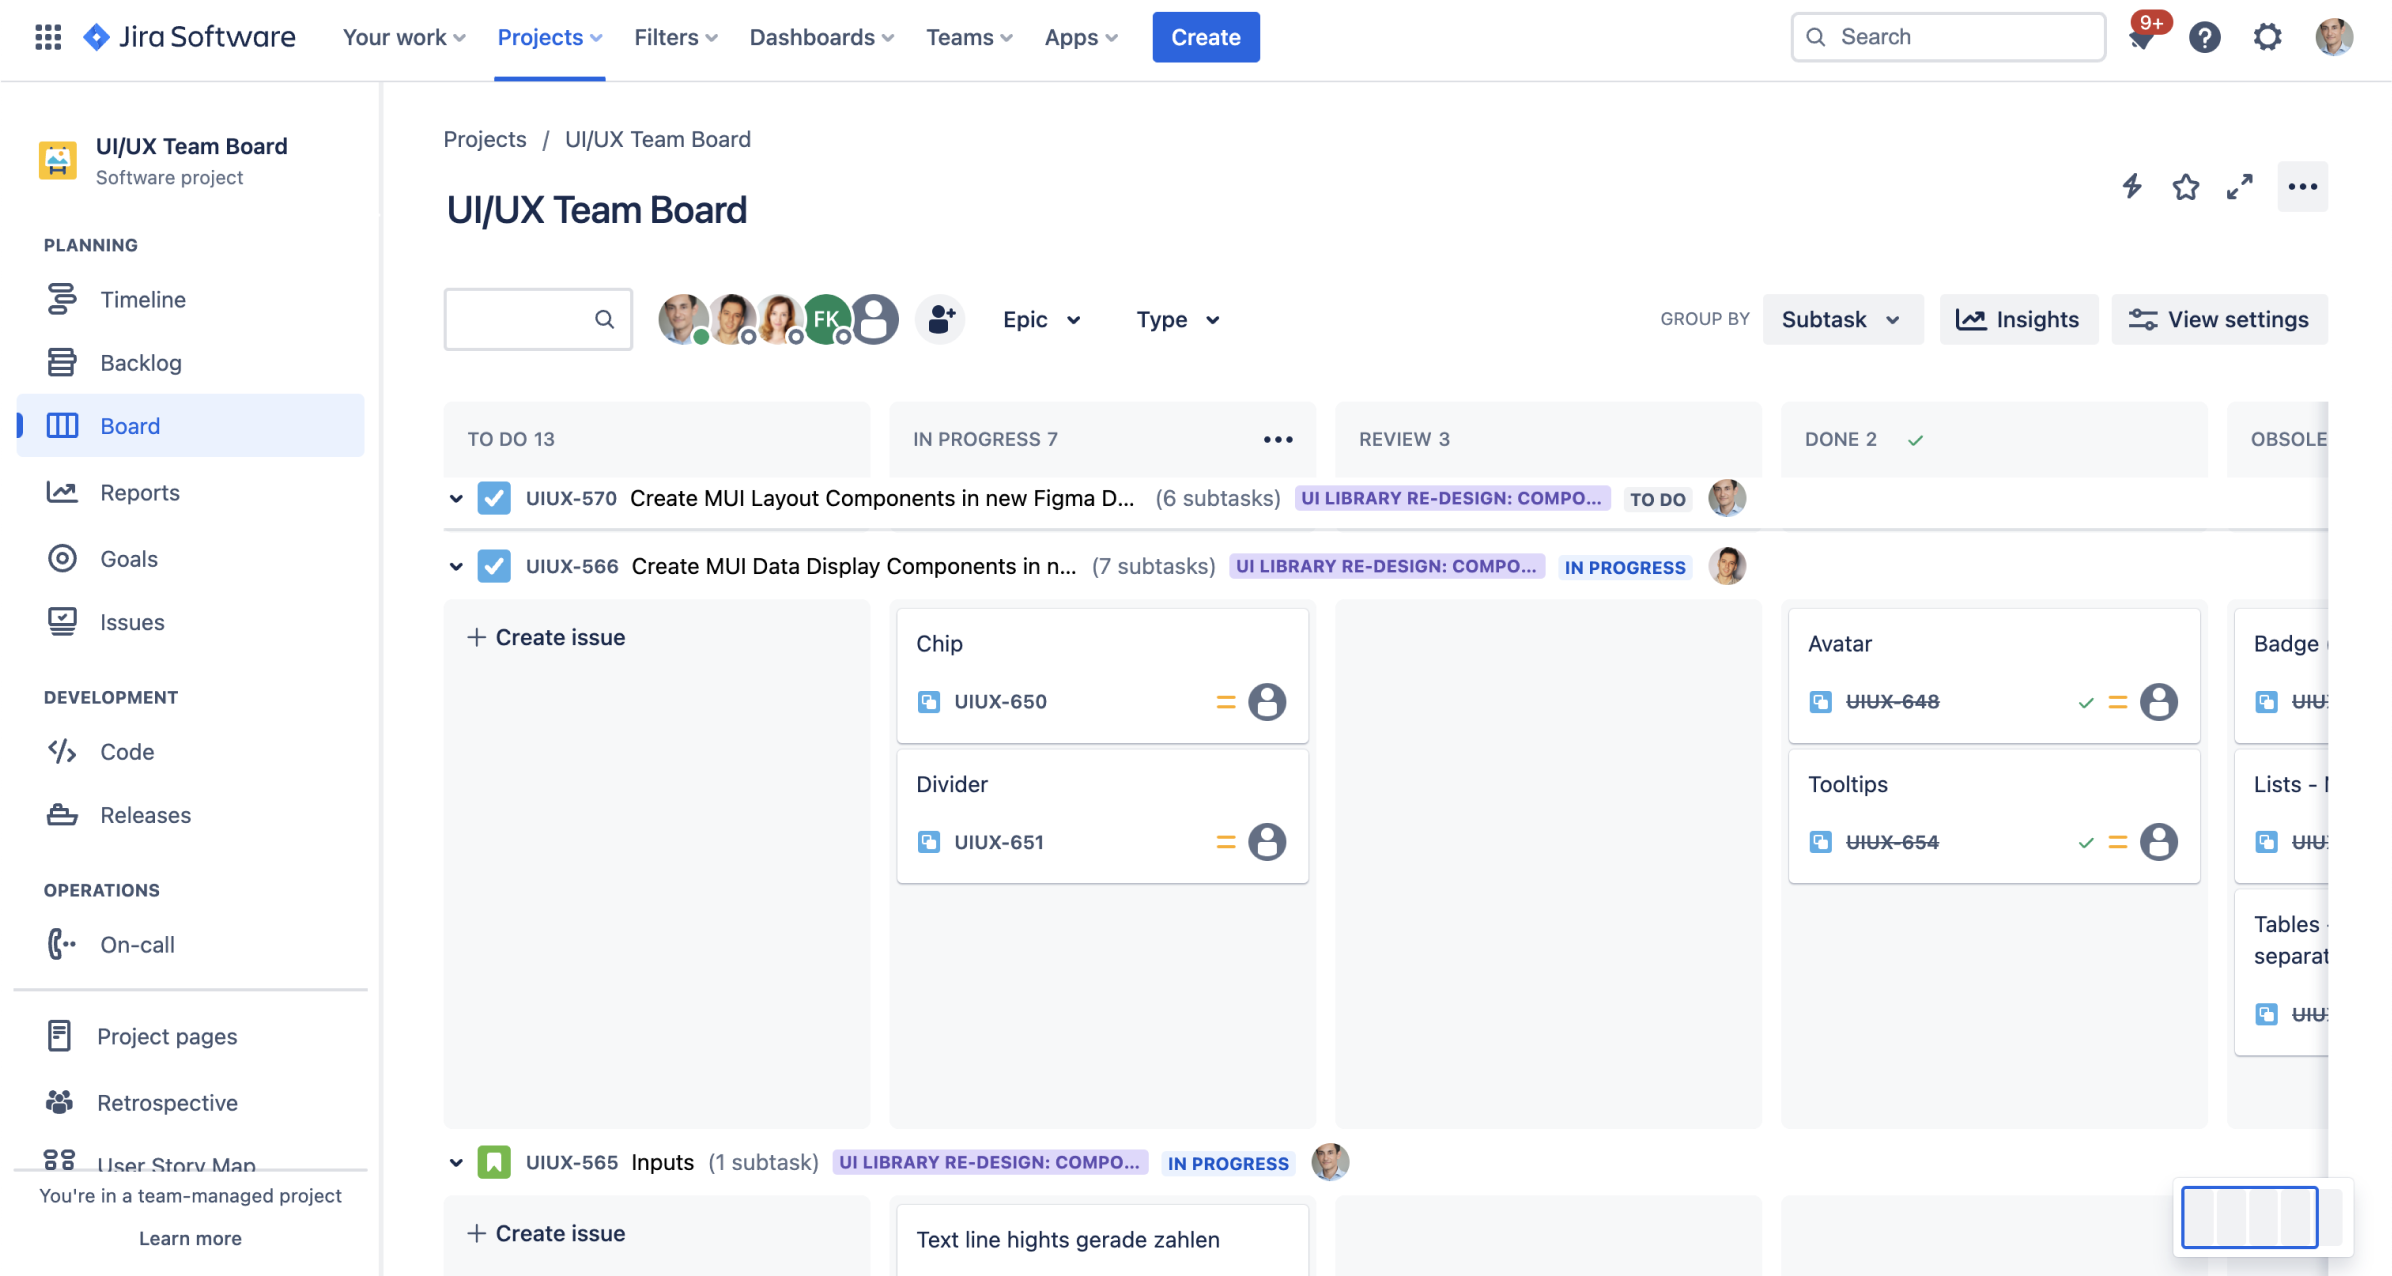 Jira Software
Your work
Projects
Filters
Dashboards
Teams
Apps
Create
Search
9+
UI/UX Team Board
Software project
PLANNING
Timeline
Backlog
Board
Reports
Goals
Issues
DEVELOPMENT
Code
Releases
OPERATIONS
On-call
Project pages
Retrospective
User Story Map
You're in a team-managed project
Learn more
Projects / UI/UX Team Board
UI/UX Team Board
FK
Epic
Type
GROUP BY
Subtask
Insights
View settings
TO DO 13
IN PROGRESS 7
REVIEW 3
DONE 2
OBSOLE
UIUX-570 Create MUI Layout Components in new Figma D... (6 subtasks) UI LIBRARY RE-DESIGN: COMPO... TO DO
UIUX-566 Create MUI Data Display Components in n... (7 subtasks) UI LIBRARY RE-DESIGN: COMPO... IN PROGRESS
+ Create issue
Chip
UIUX-650
Divider
UIUX-651
Avatar
UIUX-648
Tooltips
UIUX-654
Badge
UIU
Lists -
UIU
Tables -
separat
UIU
UIUX-565 Inputs (1 subtask) UI LIBRARY RE-DESIGN: COMPO... IN PROGRESS
+ Create issue
Text line hights gerade zahlen